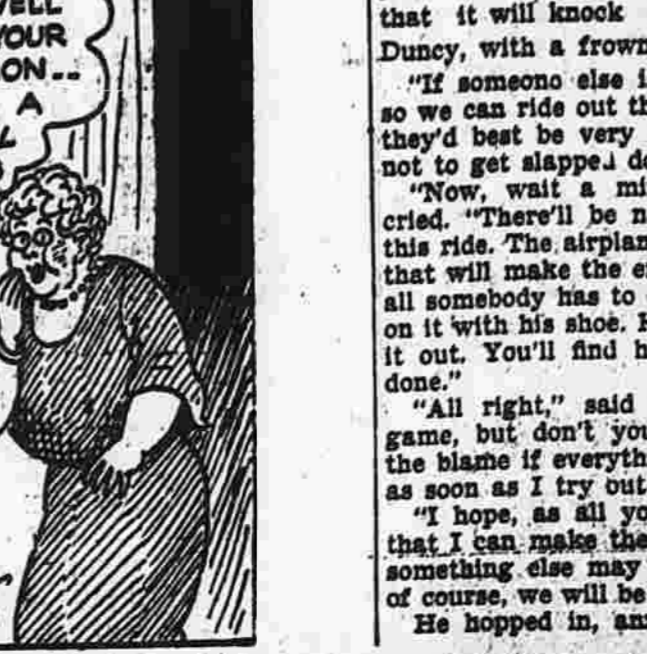 ELL
YOUR
ON--
A
L
that it will knock
Duncy, with a frown
"If someono else i
so we can ride out th
they'd best be very
not to get slapped d
"Now, wait a mi
cried. "There'll be n
this ride. The airplan
that will make the e
all somebody has to
on it with his shoe. H
it out. You'll find h
done."
"All right," said
game, but don't you
the blame if everyth
as soon as I try out
"I hope, as all yo
that I can make the
something else may
of course, we will be
He hopped in, an